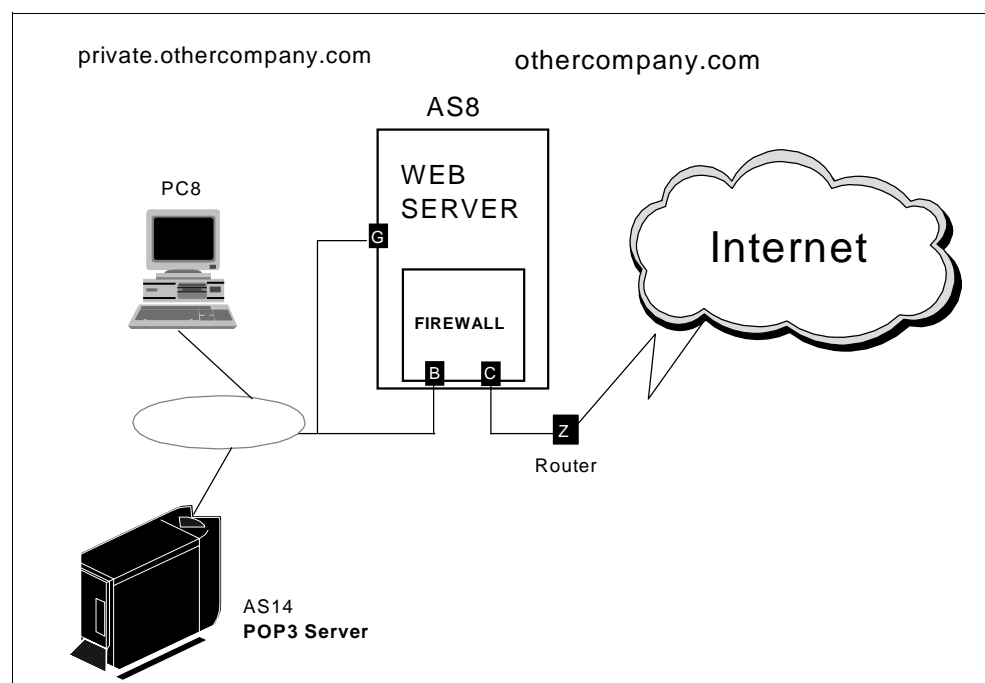 private.othercompany.com
othercompany.com
AS8
WEB
SERVER
PC8
G
Internet
FIREWALL
B
C
Z
Router
AS14
POP3 Server